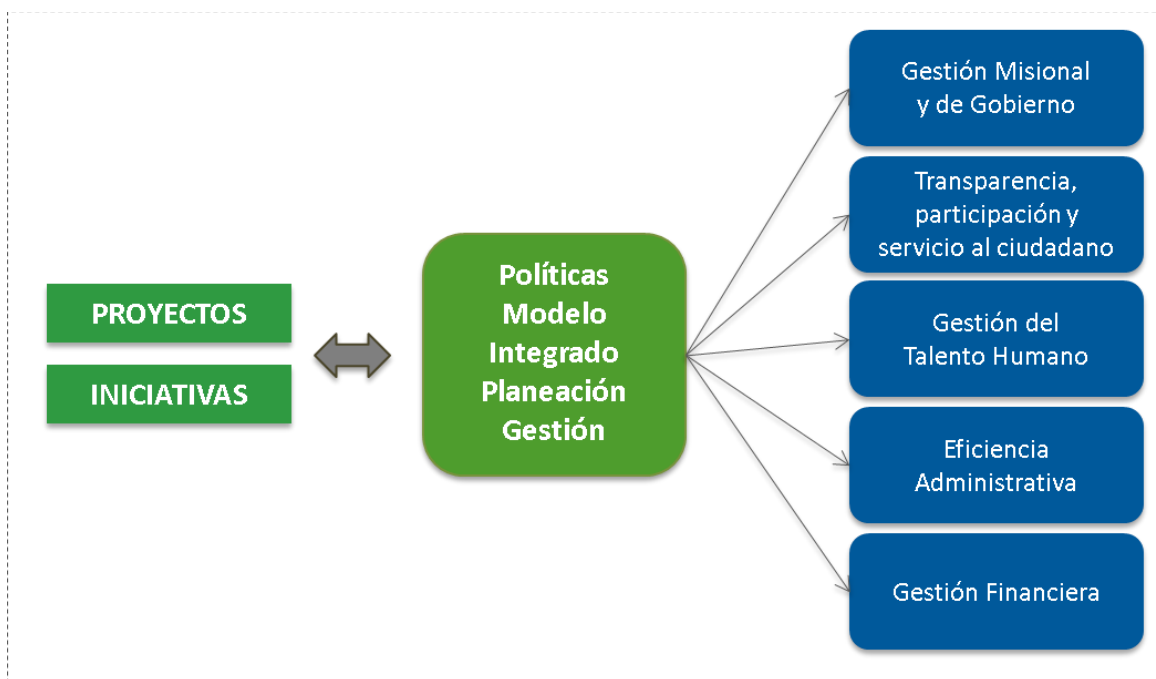 PROYECTOS
INICIATIVAS
Políticas
Modelo
Integrado
Planeación
Gestión
Gestión Misional
y de Gobierno
Transparencia,
participación y
servicio al ciudadano
Gestión del
Talento Humano
Eficiencia
Administrativa
Gestión Financiera